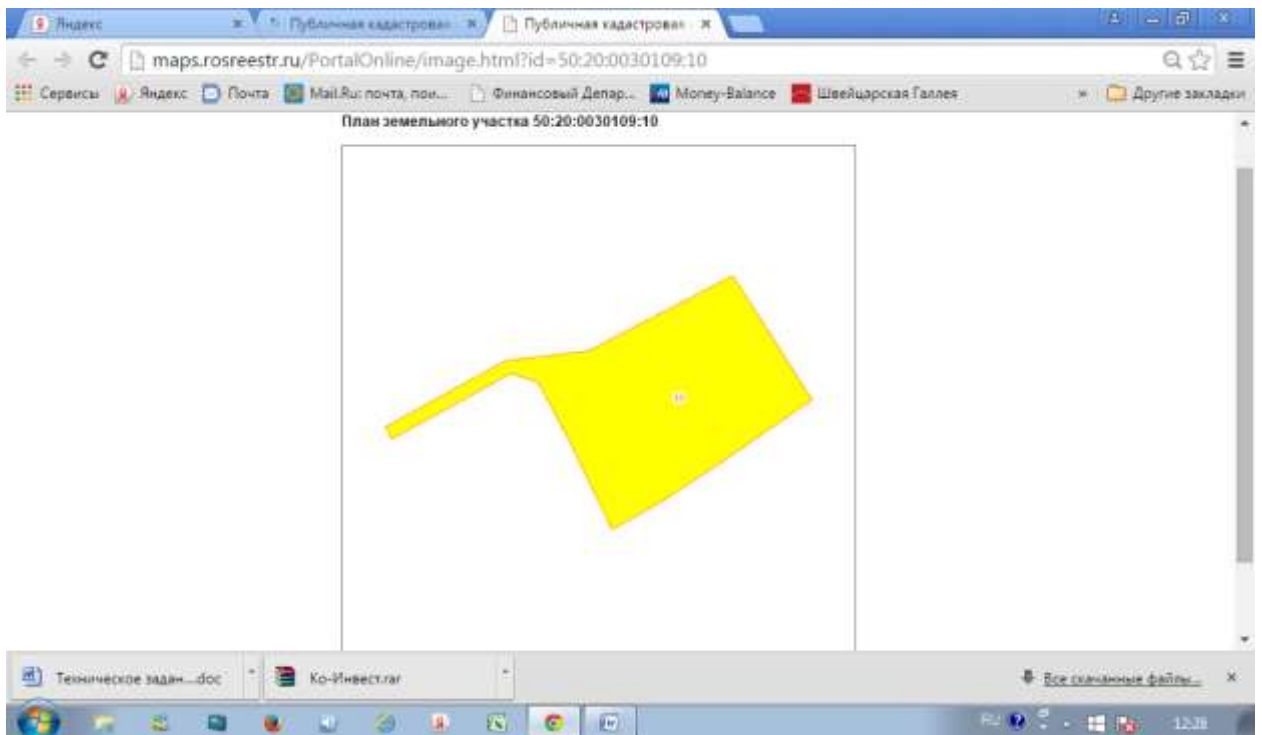 Яндекс
Публичная кадастровая
Публичная кадастровая
maps.rosreestr.ru/PortalOnline/image.html?id=50:20:0030109:10
Сервисы Яндекс Почта Mail.Ru: почта, пои... Финансовый Депар... Money-Balance Швейцарская Галлея » Другие закладки
План земельного участка 50:20:0030109:10
10
Техническое задан....doc Ко-Инвест.rar Все скачанные файлы...
RU 12:28